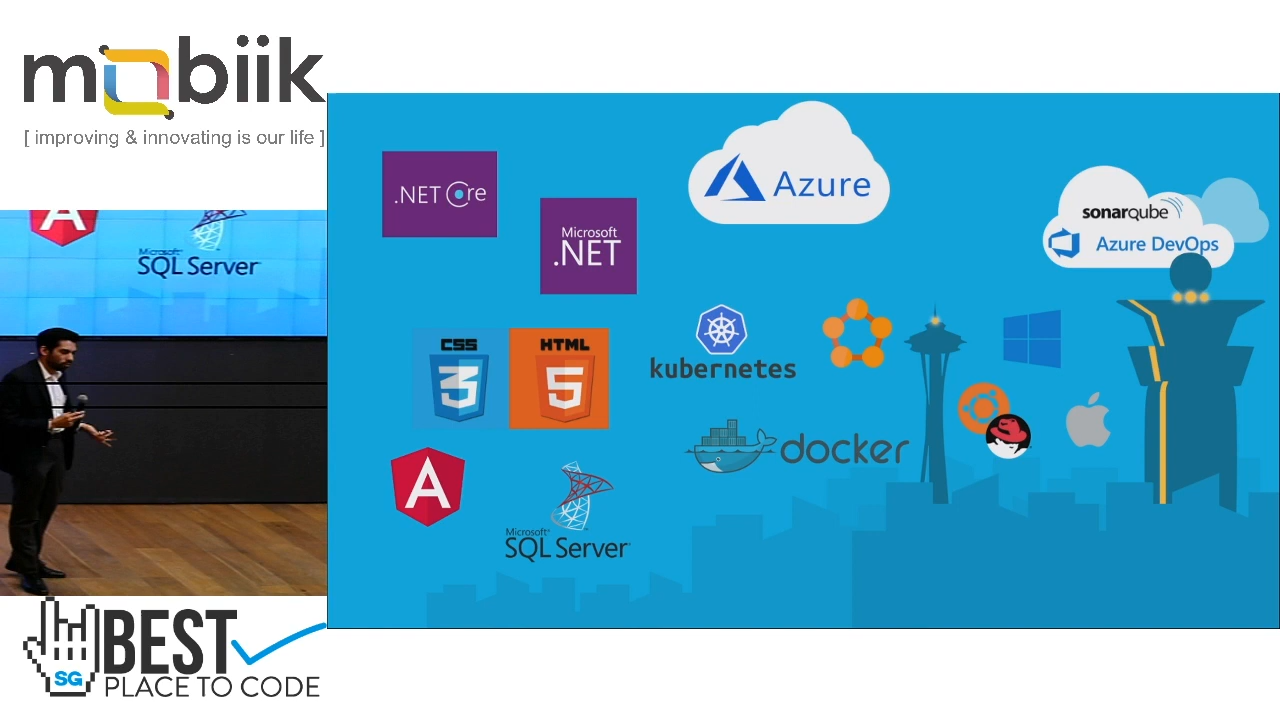 mobiik
[ improving & innovating is our life ]
.NET Core
Microsoft
.NET
Azure
sonarqube
Azure DevOps
CSS
3
HTML
5
kubernetes
docker
A
Microsoft
SQL Server
A
Microsoft
SQL Server
SG
BEST
PLACE TO CODE